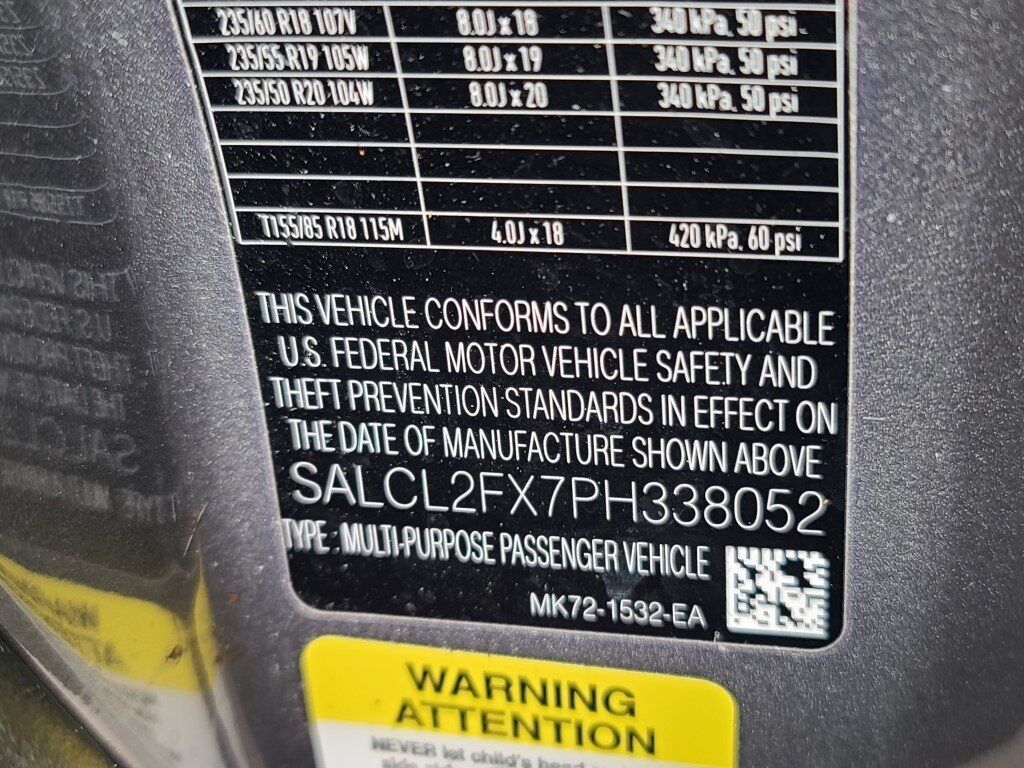 235/60 R18 107V 8.0J x 18 340 kPa, 50 psi
235/55 R19 105W 8.0J x 19 340 kPa, 50 psi
235/50 R20 104W 8.0J x 20 340 kPa, 50 psi
T155/85 R18 115M 4.0J x 18 420 kPa, 60 psi
THIS VEHICLE CONFORMS TO ALL APPLICABLE
U.S. FEDERAL MOTOR VEHICLE SAFETY AND
THEFT PREVENTION STANDARDS IN EFFECT ON
THE DATE OF MANUFACTURE SHOWN ABOVE
SALCL2FX7PH338052
TYPE : MULTI-PURPOSE PASSENGER VEHICLE
MK72-1532-EA
WARNING
ATTENTION
NEVER let child's head